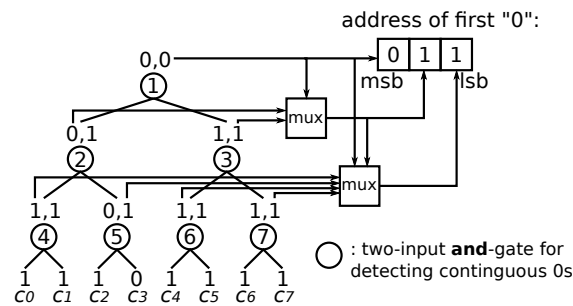 address of first "0":
0,0
0 1 1
msb
lsb
1
mux
0,1
1,1
2
3
mux
1,1
0,1
1,1
1,1
4
5
6
7
: two-input and-gate for
detecting continguous 0s
1 1 1 0 1 1 1 1
C0 C1 C2 C3 C4 C5 C6 C7